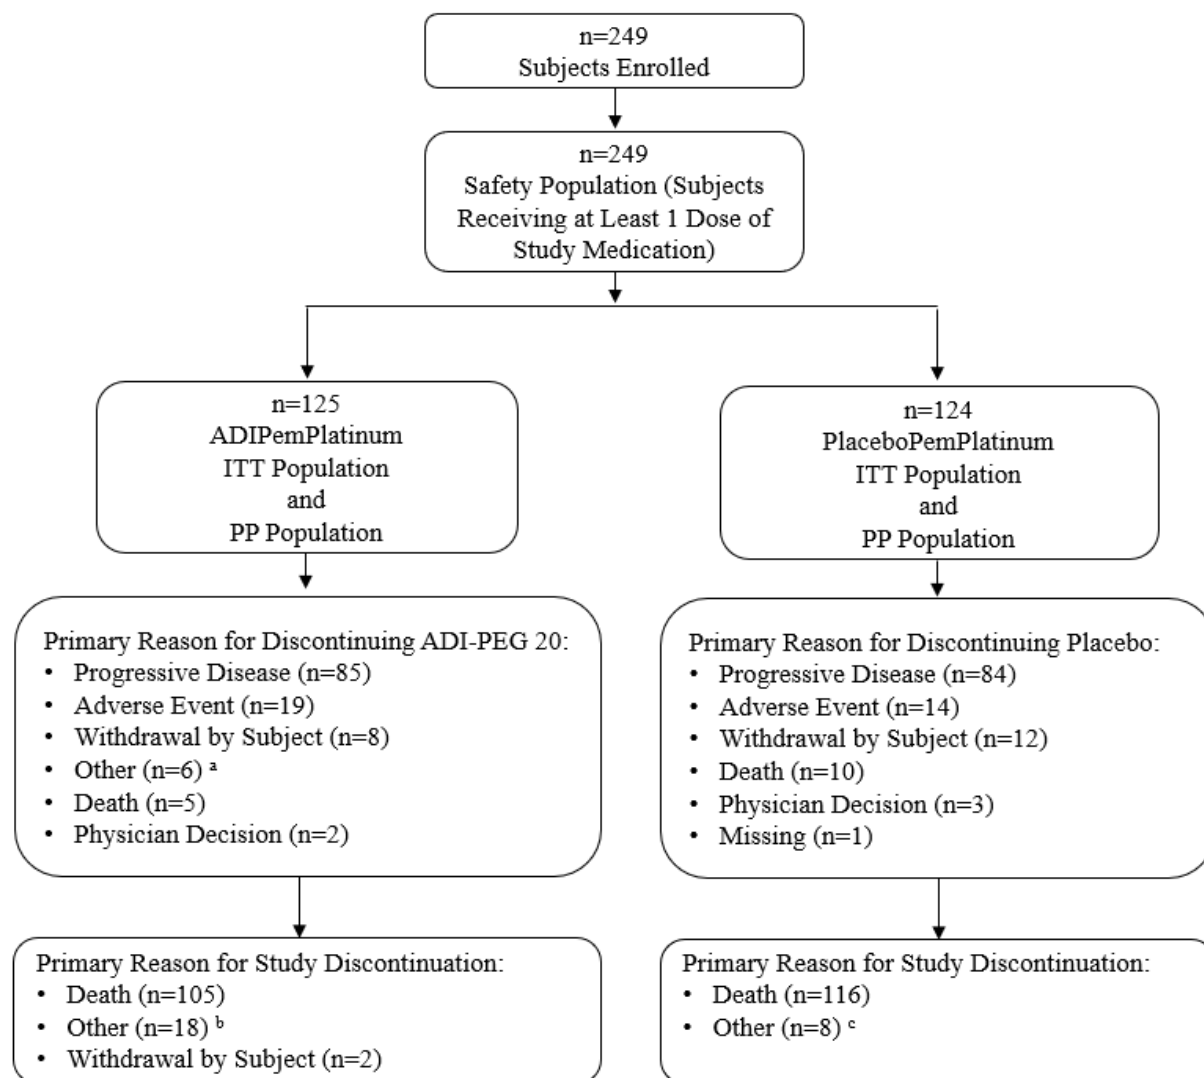 n=249
Subjects Enrolled
n=249
Safety Population (Subjects
Receiving at Least 1 Dose of
Study Medication)
n=125
ADIPemPlatinum
ITT Population
and
PP Population
n=124
PlaceboPemPlatinum
ITT Population
and
PP Population
Primary Reason for Discontinuing ADI-PEG 20:
• Progressive Disease (n=85)
• Adverse Event (n=19)
• Withdrawal by Subject (n=8)
• Other (n=6) ᵃ
• Death (n=5)
• Physician Decision (n=2)
Primary Reason for Discontinuing Placebo:
• Progressive Disease (n=84)
• Adverse Event (n=14)
• Withdrawal by Subject (n=12)
• Death (n=10)
• Physician Decision (n=3)
• Missing (n=1)
Primary Reason for Study Discontinuation:
• Death (n=105)
• Other (n=18) ᵇ
• Withdrawal by Subject (n=2)
Primary Reason for Study Discontinuation:
• Death (n=116)
• Other (n=8) ᶜ